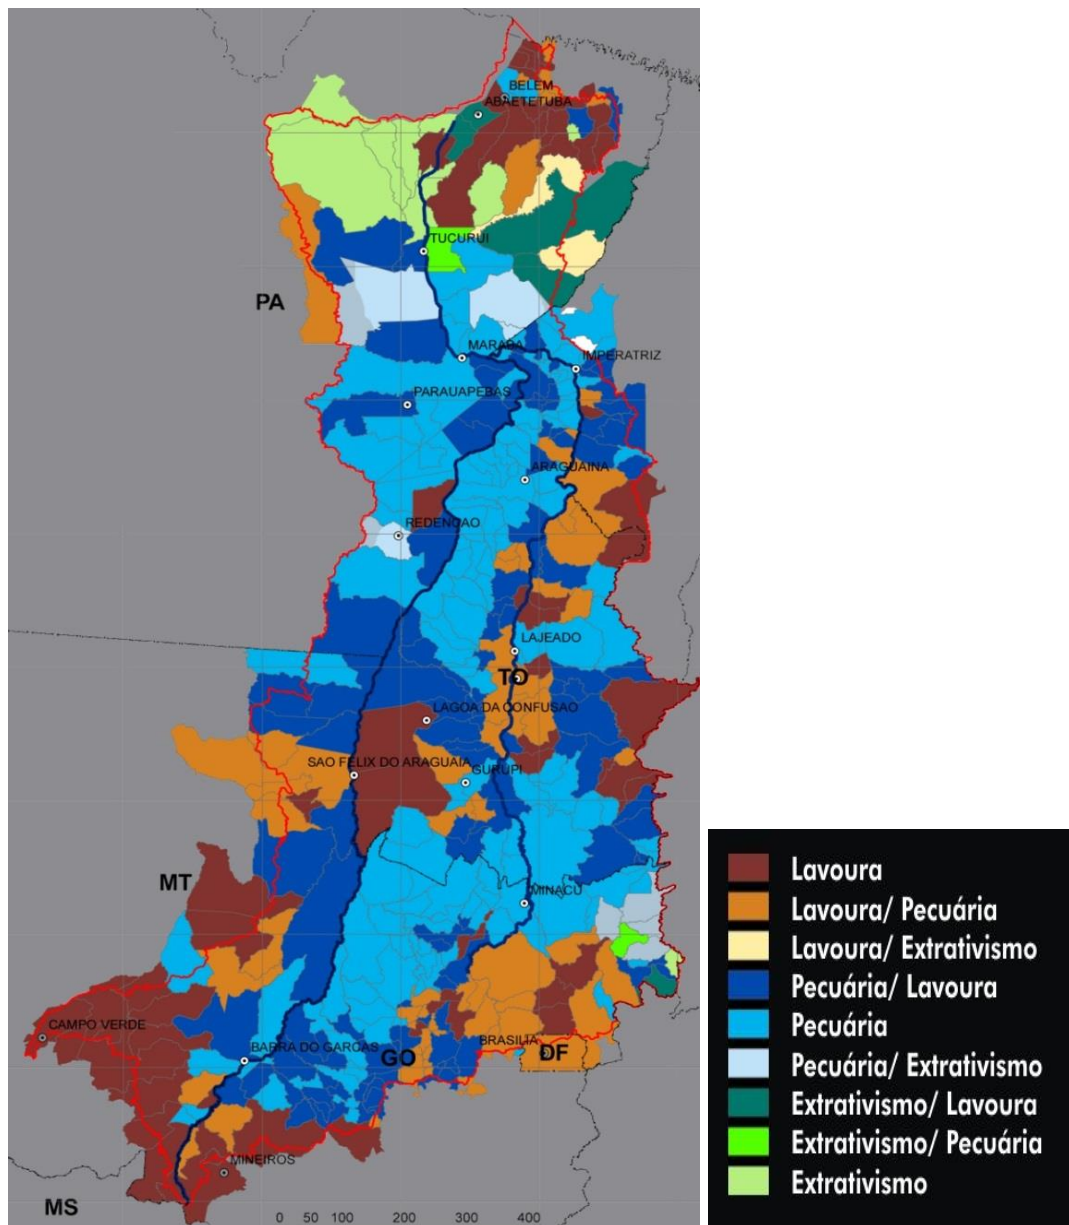 BELEM
ABAETETUBA
TUCURUI
PA
MARABA
IMPERATRIZ
PARAUAPEBAS
ARAGUAINA
REDENCAO
LAJEADO
TO
LAGOA DA CONFUSAO
SAO FELIX DO ARAGUAIA
GURUPI
MT
MINACU
CAMPO VERDE
BARRA DO GARCAS
GO
BRASILIA
DF
MINEIROS
MS
0 50 100 200 300 400
Lavoura
Lavoura/ Pecuária
Lavoura/ Extrativismo
Pecuária/ Lavoura
Pecuária
Pecuária/ Extrativismo
Extrativismo/ Lavoura
Extrativismo/ Pecuária
Extrativismo